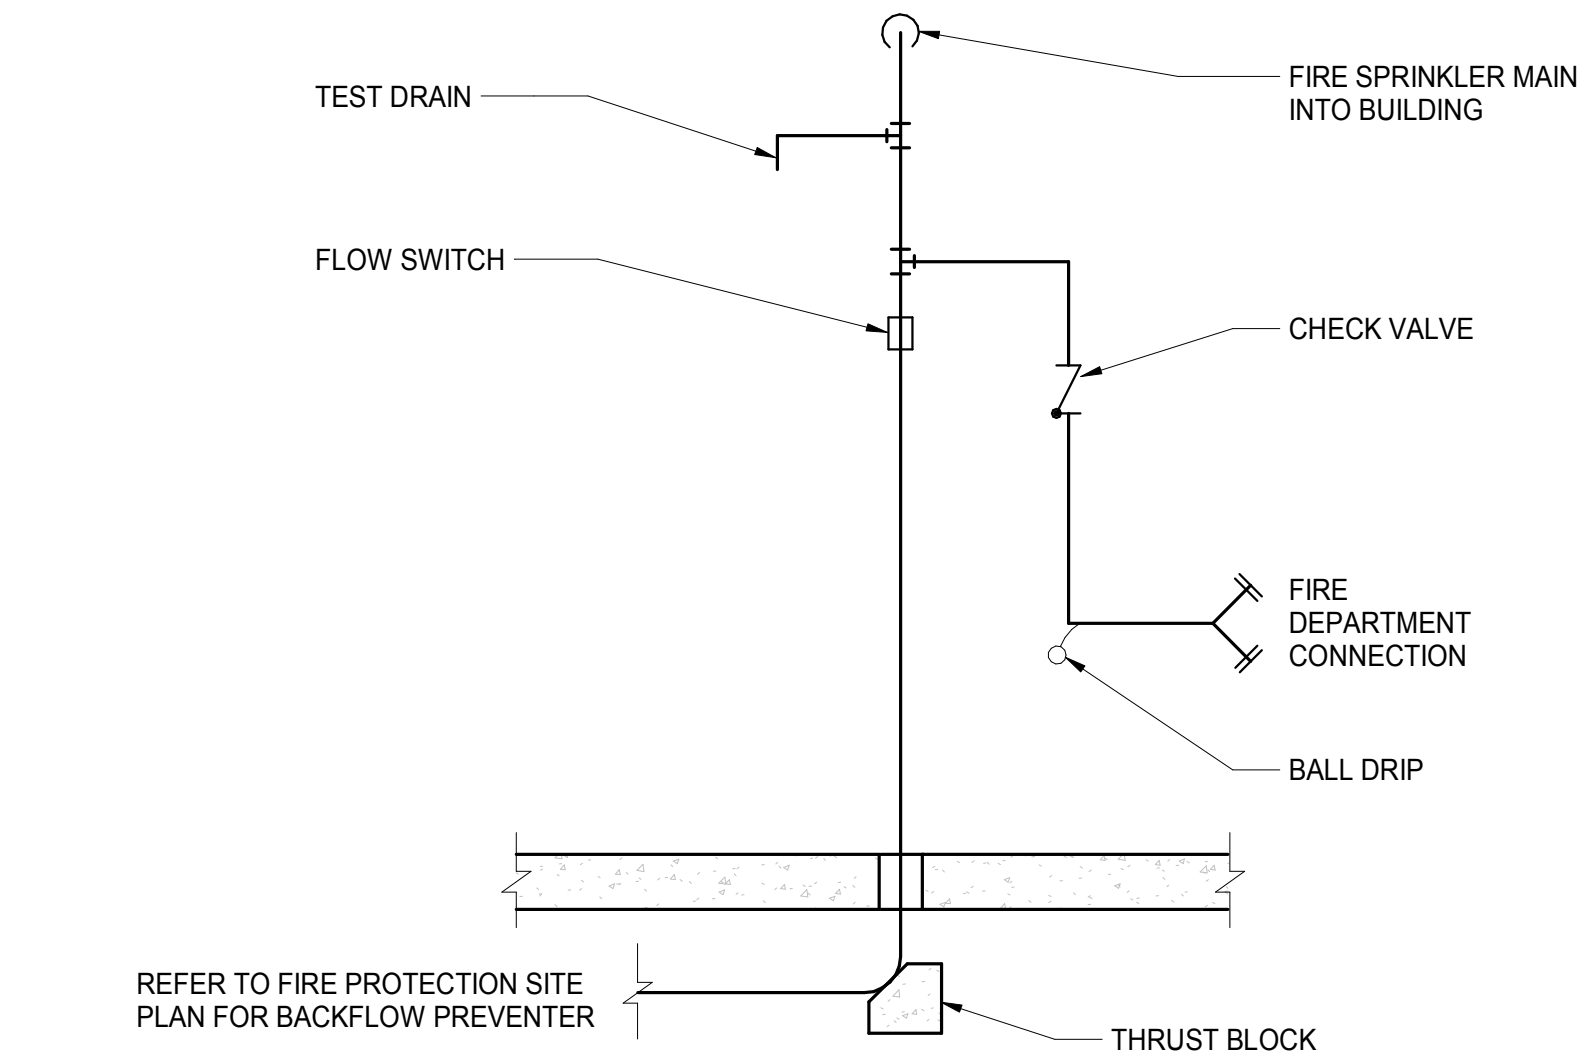 FIRE SPRINKLER MAIN
INTO BUILDING
TEST DRAIN
FLOW SWITCH
CHECK VALVE
FIRE
DEPARTMENT
CONNECTION
BALL DRIP
REFER TO FIRE PROTECTION SITE
PLAN FOR BACKFLOW PREVENTER
THRUST BLOCK